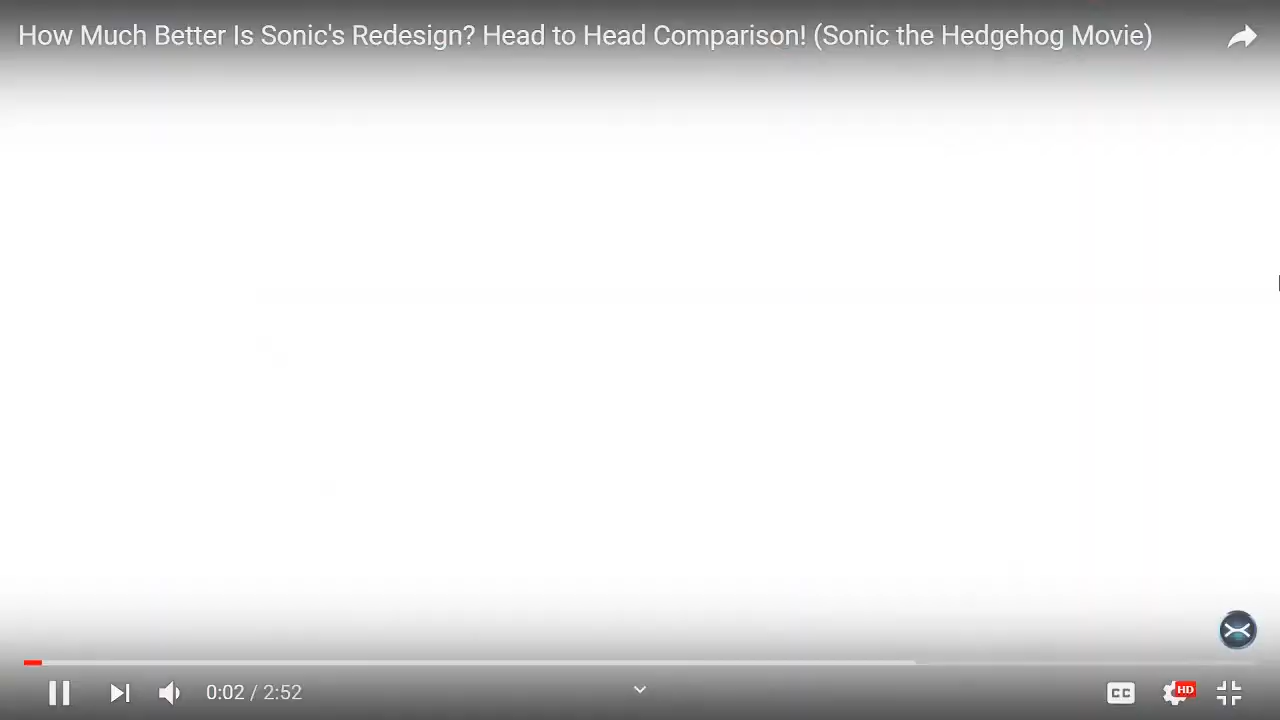 How Much Better Is Sonic's Redesign? Head to Head Comparison! (Sonic the Hedgehog Movie)
0:02 / 2:52
CC
HD